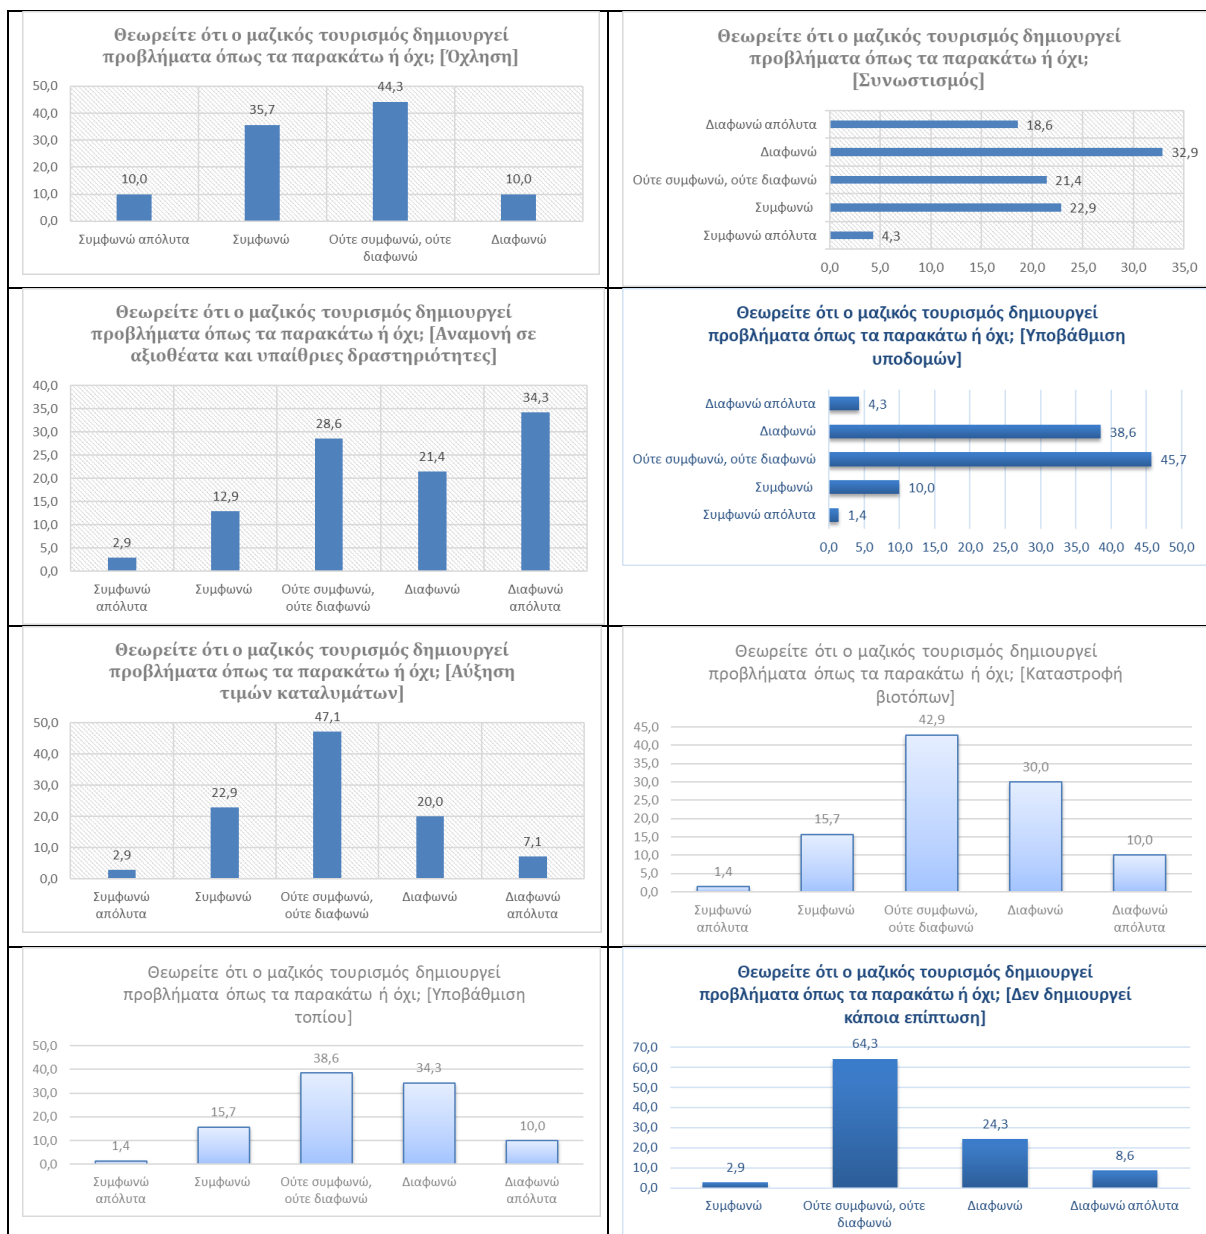 Θεωρείτε ότι ο μαζικός τουρισμός δημιουργεί
προβλήματα όπως τα παρακάτω ή όχι; [Όχληση]
50,0
40,0
30,0
20,0
10,0
0,0
10,0
35,7
44,3
10,0
Συμφωνώ απόλυτα
Συμφωνώ
Ούτε συμφωνώ, ούτε
διαφωνώ
Διαφωνώ
Θεωρείτε ότι ο μαζικός τουρισμός δημιουργεί
προβλήματα όπως τα παρακάτω ή όχι;
[Συνωστισμός]
Διαφωνώ απόλυτα
18,6
Διαφωνώ
32,9
Ούτε συμφωνώ, ούτε διαφωνώ
21,4
Συμφωνώ
22,9
Συμφωνώ απόλυτα
4,3
0,0 5,0 10,0 15,0 20,0 25,0 30,0 35,0
Θεωρείτε ότι ο μαζικός τουρισμός δημιουργεί
προβλήματα όπως τα παρακάτω ή όχι; [Αναμονή σε
αξιοθέατα και υπαίθριες δραστηριότητες]
40,0
35,0
30,0
25,0
20,0
15,0
10,0
5,0
0,0
2,9
12,9
28,6
21,4
34,3
Συμφωνώ
απόλυτα
Συμφωνώ
Ούτε συμφωνώ,
ούτε διαφωνώ
Διαφωνώ
Διαφωνώ
απόλυτα
Θεωρείτε ότι ο μαζικός τουρισμός δημιουργεί
προβλήματα όπως τα παρακάτω ή όχι; [Υποβάθμιση
υποδομών]
Διαφωνώ απόλυτα
4,3
Διαφωνώ
38,6
Ούτε συμφωνώ, ούτε διαφωνώ
45,7
Συμφωνώ
10,0
Συμφωνώ απόλυτα
1,4
0,0 5,0 10,0 15,0 20,0 25,0 30,0 35,0 40,0 45,0 50,0
Θεωρείτε ότι ο μαζικός τουρισμός δημιουργεί
προβλήματα όπως τα παρακάτω ή όχι; [Αύξηση
τιμών καταλυμάτων]
50,0
40,0
30,0
20,0
10,0
0,0
2,9
22,9
47,1
20,0
7,1
Συμφωνώ
απόλυτα
Συμφωνώ
Ούτε συμφωνώ,
ούτε διαφωνώ
Διαφωνώ
Διαφωνώ
απόλυτα
Θεωρείτε ότι ο μαζικός τουρισμός δημιουργεί
προβλήματα όπως τα παρακάτω ή όχι; [Καταστροφή
βιοτόπων]
45,0
40,0
35,0
30,0
25,0
20,0
15,0
10,0
5,0
0,0
1,4
15,7
42,9
30,0
10,0
Συμφωνώ
απόλυτα
Συμφωνώ
Ούτε συμφωνώ,
ούτε διαφωνώ
Διαφωνώ
Διαφωνώ
απόλυτα
Θεωρείτε ότι ο μαζικός τουρισμός δημιουργεί
προβλήματα όπως τα παρακάτω ή όχι; [Υποβάθμιση
τοπίου]
50,0
40,0
30,0
20,0
10,0
0,0
1,4
15,7
38,6
34,3
10,0
Συμφωνώ
απόλυτα
Συμφωνώ
Ούτε συμφωνώ,
ούτε διαφωνώ
Διαφωνώ
Διαφωνώ
απόλυτα
Θεωρείτε ότι ο μαζικός τουρισμός δημιουργεί
προβλήματα όπως τα παρακάτω ή όχι; [Δεν δημιουργεί
κάποια επίπτωση]
70,0
60,0
50,0
40,0
30,0
20,0
10,0
0,0
2,9
64,3
24,3
8,6
Συμφωνώ
Ούτε συμφωνώ, ούτε
διαφωνώ
Διαφωνώ
Διαφωνώ απόλυτα